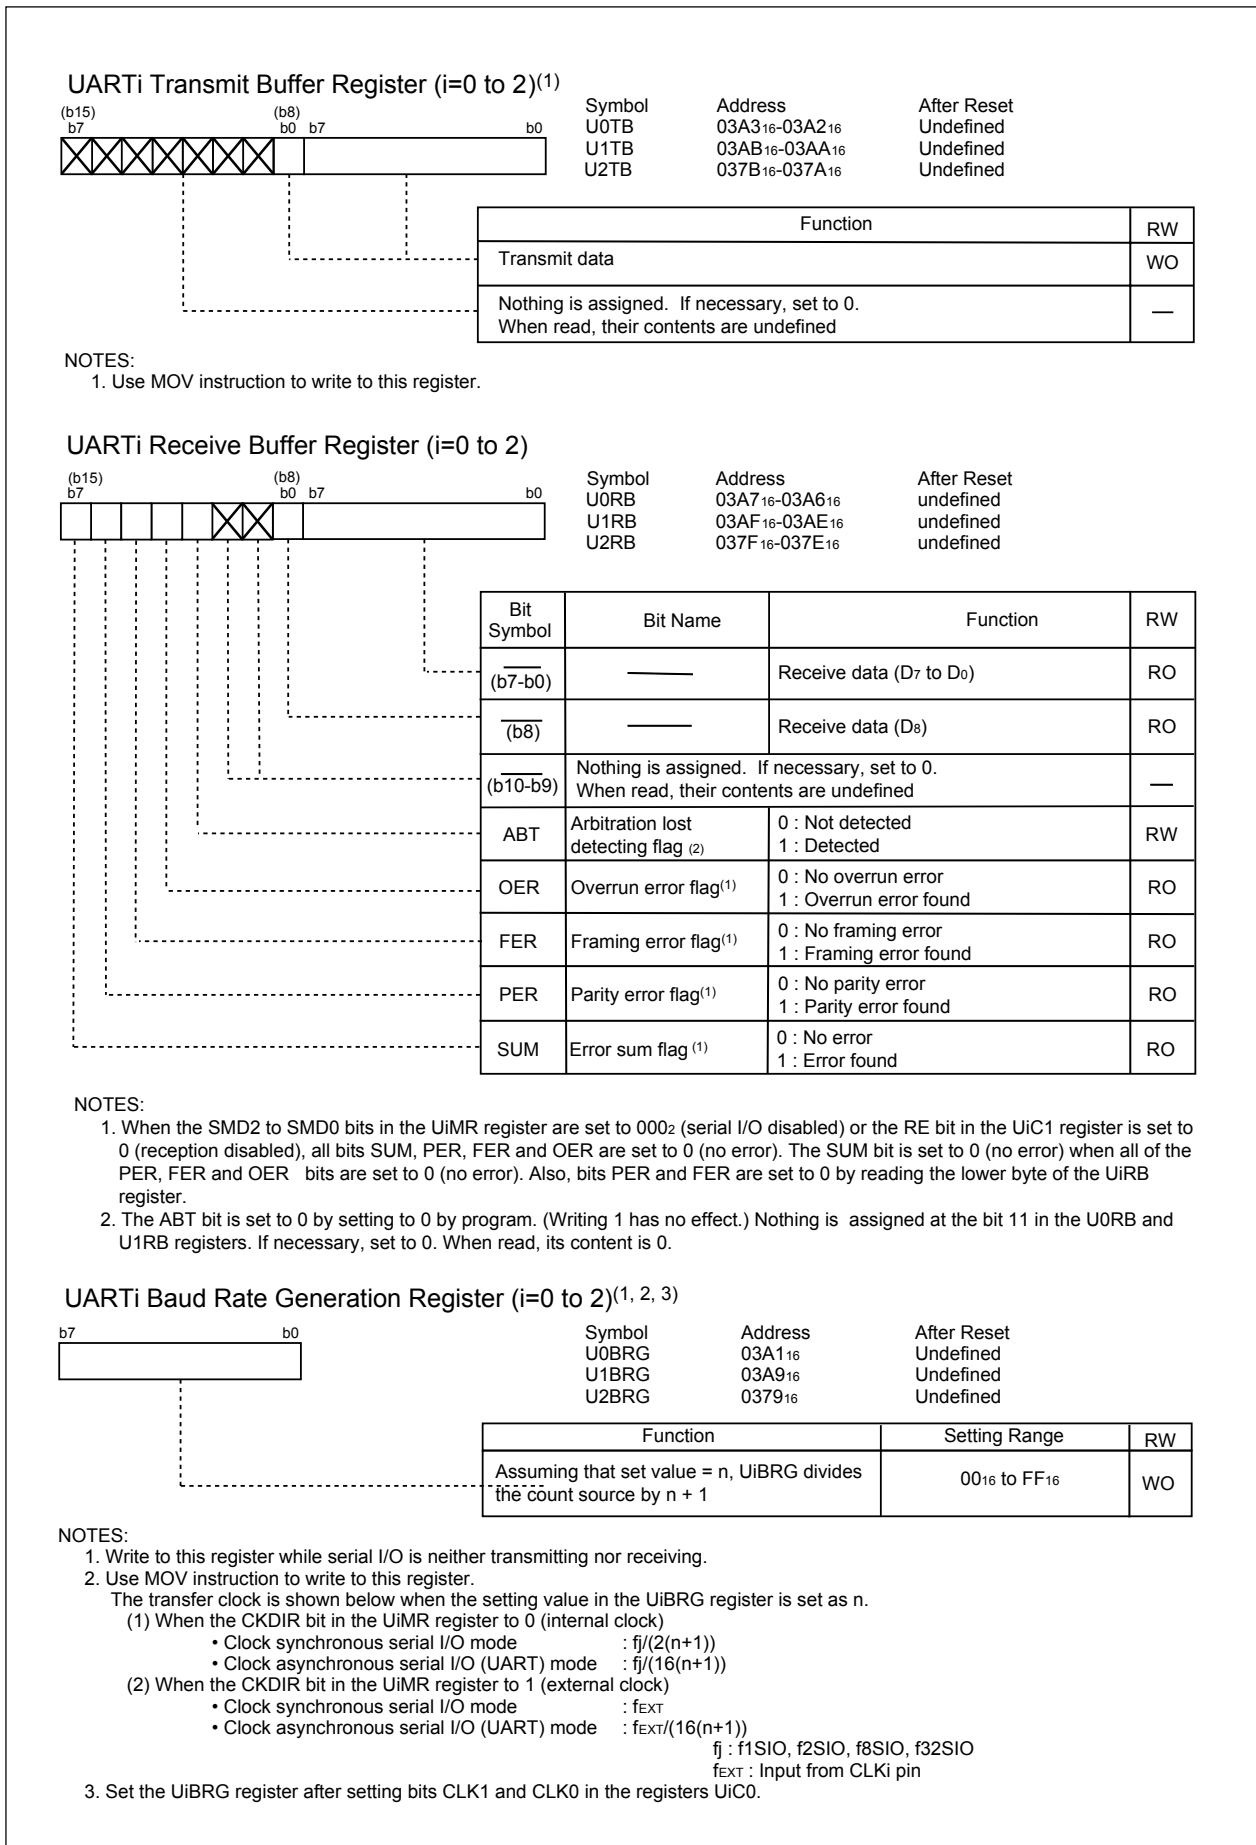 UARTi Transmit Buffer Register (i=0 to 2)(1)
(b15) (b8)
b7 b0 b7 b0
Symbol Address After Reset
U0TB 03A316-03A216 Undefined
U1TB 03AB16-03AA16 Undefined
U2TB 037B16-037A16 Undefined
Function RW
Transmit data WO
Nothing is assigned. If necessary, set to 0.
When read, their contents are undefined —
NOTES:
1. Use MOV instruction to write to this register.
UARTi Receive Buffer Register (i=0 to 2)
(b15) (b8)
b7 b0 b7 b0
Symbol Address After Reset
U0RB 03A716-03A616 undefined
U1RB 03AF16-03AE16 undefined
U2RB 037F16-037E16 undefined
Bit Symbol Bit Name Function RW
— (b7-b0) — Receive data (D7 to D0) RO
— (b8) — Receive data (D8) RO
— (b10-b9) Nothing is assigned. If necessary, set to 0.
When read, their contents are undefined —
ABT Arbitration lost detecting flag (2) 0 : Not detected
1 : Detected RW
OER Overrun error flag(1) 0 : No overrun error
1 : Overrun error found RO
FER Framing error flag(1) 0 : No framing error
1 : Framing error found RO
PER Parity error flag(1) 0 : No parity error
1 : Parity error found RO
SUM Error sum flag (1) 0 : No error
1 : Error found RO
NOTES:
1. When the SMD2 to SMD0 bits in the UiMR register are set to 0002 (serial I/O disabled) or the RE bit in the UiC1 register is set to
0 (reception disabled), all bits SUM, PER, FER and OER are set to 0 (no error). The SUM bit is set to 0 (no error) when all of the
PER, FER and OER bits are set to 0 (no error). Also, bits PER and FER are set to 0 by reading the lower byte of the UiRB
register.
2. The ABT bit is set to 0 by setting to 0 by program. (Writing 1 has no effect.) Nothing is assigned at the bit 11 in the U0RB and
U1RB registers. If necessary, set to 0. When read, its content is 0.
UARTi Baud Rate Generation Register (i=0 to 2)(1, 2, 3)
b7 b0
Symbol Address After Reset
U0BRG 03A116 Undefined
U1BRG 03A916 Undefined
U2BRG 037916 Undefined
Function Setting Range RW
Assuming that set value = n, UiBRG divides
the count source by n + 1 0016 to FF16 WO
NOTES:
1. Write to this register while serial I/O is neither transmitting nor receiving.
2. Use MOV instruction to write to this register.
The transfer clock is shown below when the setting value in the UiBRG register is set as n.
(1) When the CKDIR bit in the UiMR register to 0 (internal clock)
• Clock synchronous serial I/O mode : fj/(2(n+1))
• Clock asynchronous serial I/O (UART) mode : fj/(16(n+1))
(2) When the CKDIR bit in the UiMR register to 1 (external clock)
• Clock synchronous serial I/O mode : fEXT
• Clock asynchronous serial I/O (UART) mode : fEXT/(16(n+1))
fj : f1SIO, f2SIO, f8SIO, f32SIO
fEXT : Input from CLKi pin
3. Set the UiBRG register after setting bits CLK1 and CLK0 in the registers UiC0.